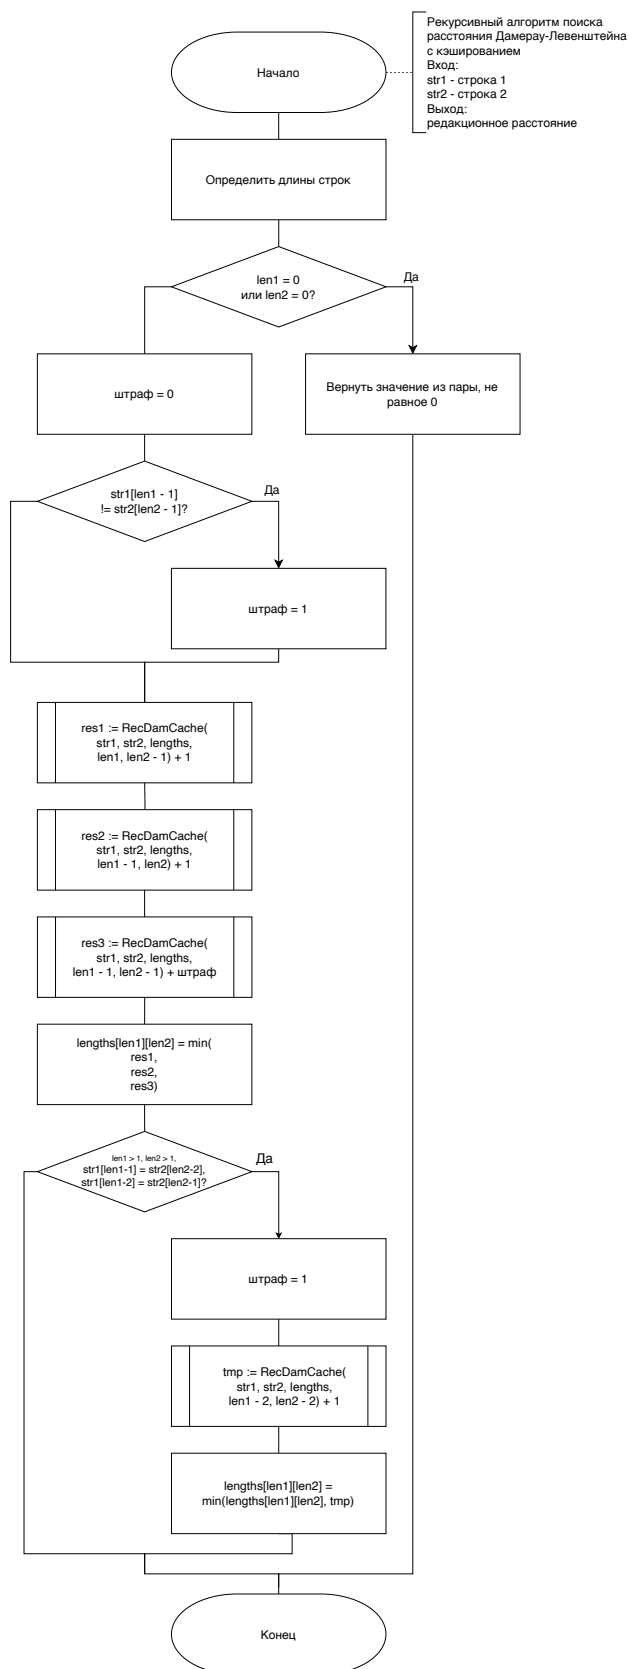 Рекурсивный алгоритм поиска
расстояния Дамерау-Левенштейна
с кэшированием
Вход:
str1 - строка 1
str2 - строка 2
Выход:
редакционное расстояние
Начало
Определить длины строк
len1 = 0
или len2 = 0?
Да
штраф = 0
Вернуть значение из пары, не
равное 0
str1[len1 - 1]
!= str2[len2 - 1]?
Да
штраф = 1
res1 := RecDamCache(
str1, str2, lengths,
len1, len2 - 1) + 1
res2 := RecDamCache(
str1, str2, lengths,
len1 - 1, len2) + 1
res3 := RecDamCache(
str1, str2, lengths,
len1 - 1, len2 - 1) + штраф
lengths[len1][len2] = min(
res1,
res2,
res3)
len1 > 1, len2 > 1,
str1[len1-1] = str2[len2-2],
str1[len1-2] = str2[len2-1]?
Да
штраф = 1
tmp := RecDamCache(
str1, str2, lengths,
len1 - 2, len2 - 2) + 1
lengths[len1][len2] =
min(lengths[len1][len2], tmp)
Конец